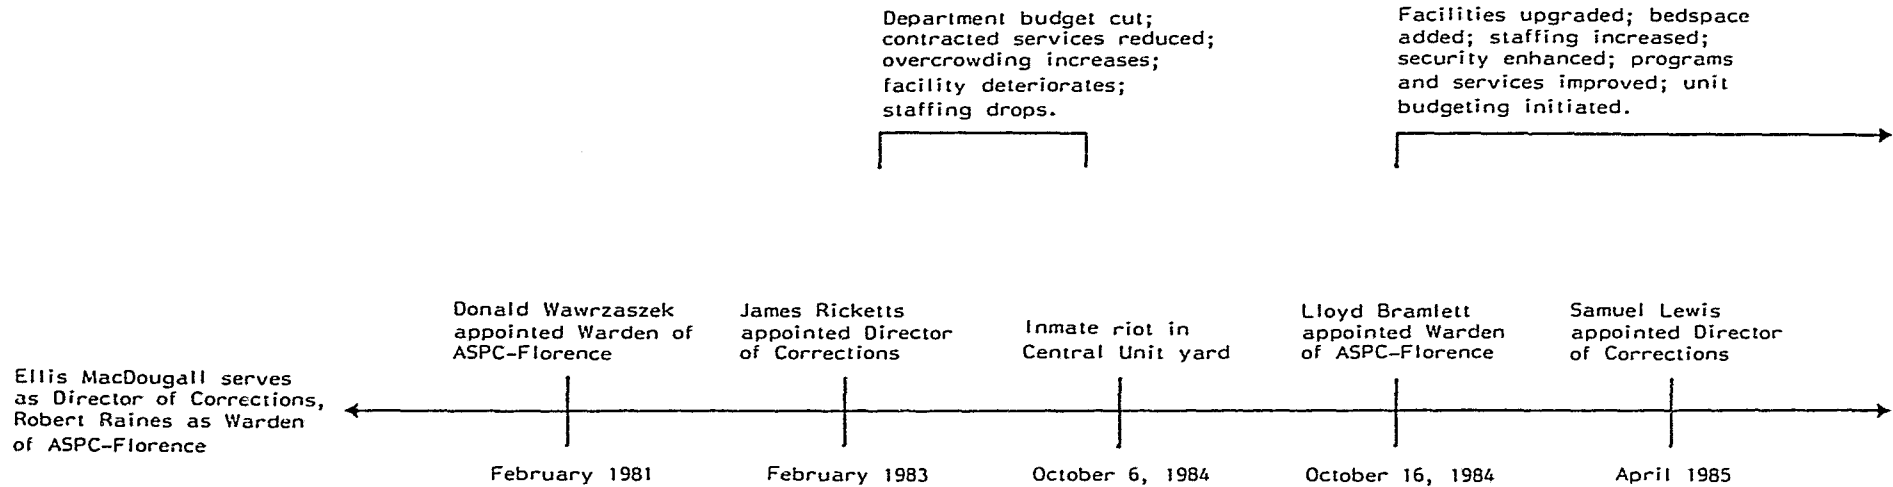 Department budget cut;
contracted services reduced;
overcrowding increases;
facility deteriorates;
staffing drops.
Facilities upgraded; bedspace
added; staffing increased;
security enhanced; programs
and services improved; unit
budgeting initiated.
Ellis MacDougall serves
as Director of Corrections,
Robert Raines as Warden
of ASPC-Florence
Donald Wawrzaszek
appointed Warden of
ASPC-Florence
February 1981
James Ricketts
appointed Director
of Corrections
February 1983
Inmate riot in
Central Unit yard
October 6, 1984
Lloyd Bramlett
appointed Warden
of ASPC-Florence
October 16, 1984
Samuel Lewis
appointed Director
of Corrections
April 1985